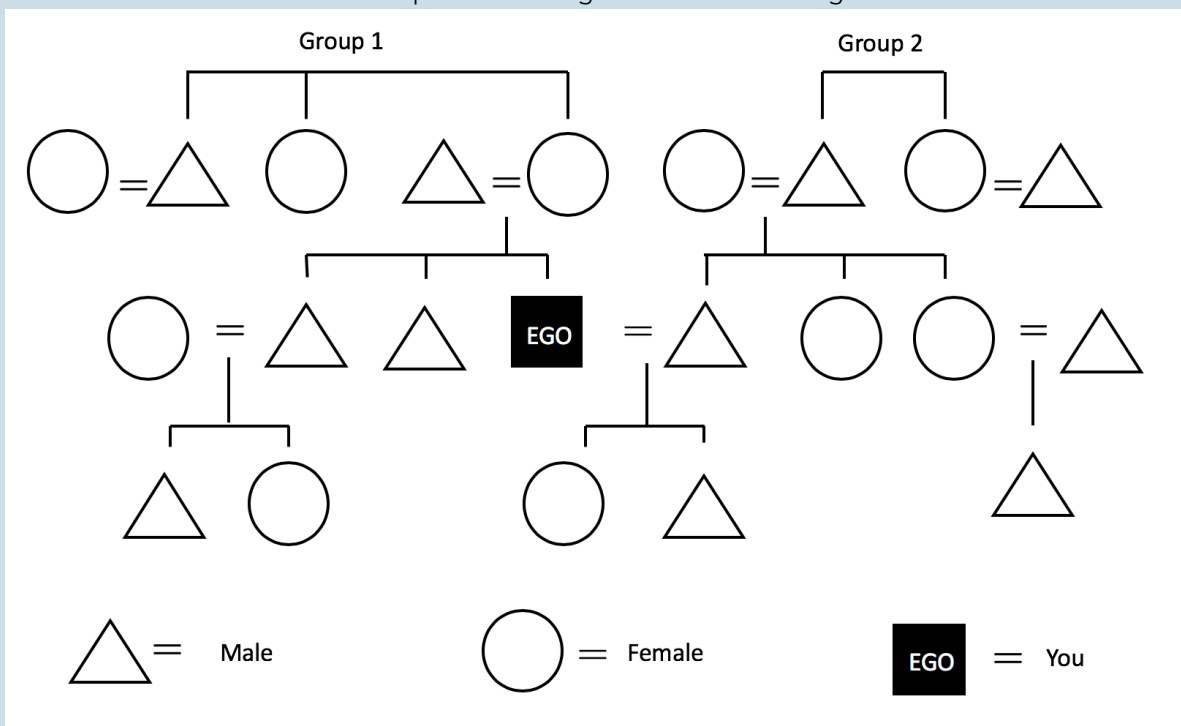 Group 1
Group 2
EGO
= Male
= Female
EGO = You